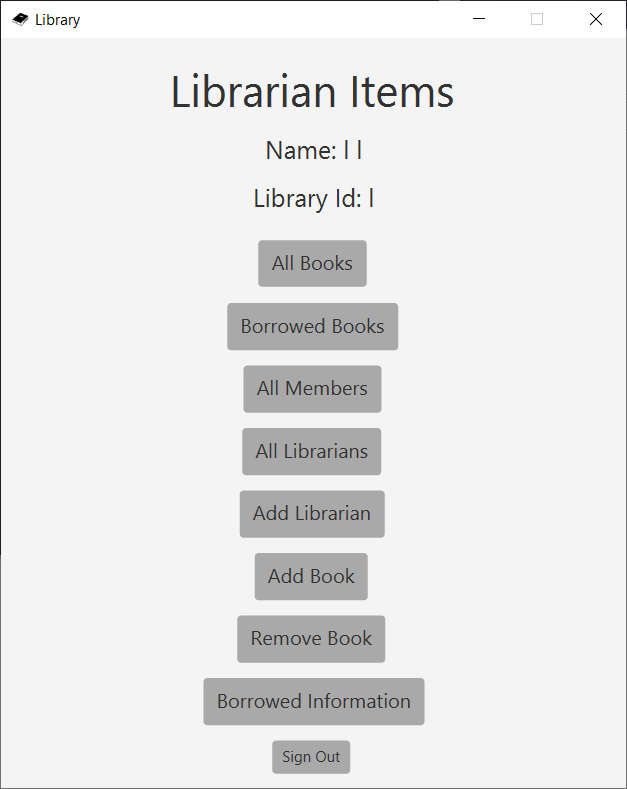 Library
Librarian Items
Name: l l
Library Id: l
All Books
Borrowed Books
All Members
All Librarians
Add Librarian
Add Book
Remove Book
Borrowed Information
Sign Out